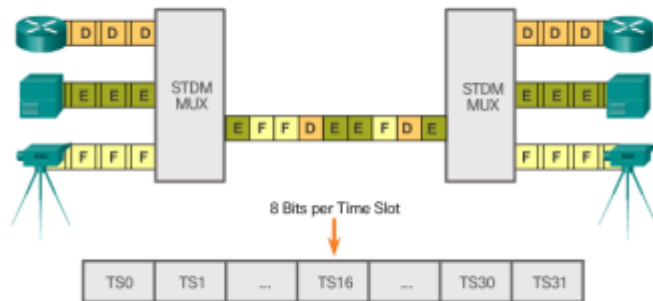 D D D
E E E
F F F
STDM
MUX
E F F D E E F D E
STDM
MUX
D D D
E E E
F F F
8 Bits per Time Slot
TS0 TS1 ... TS16 ... TS30 TS31